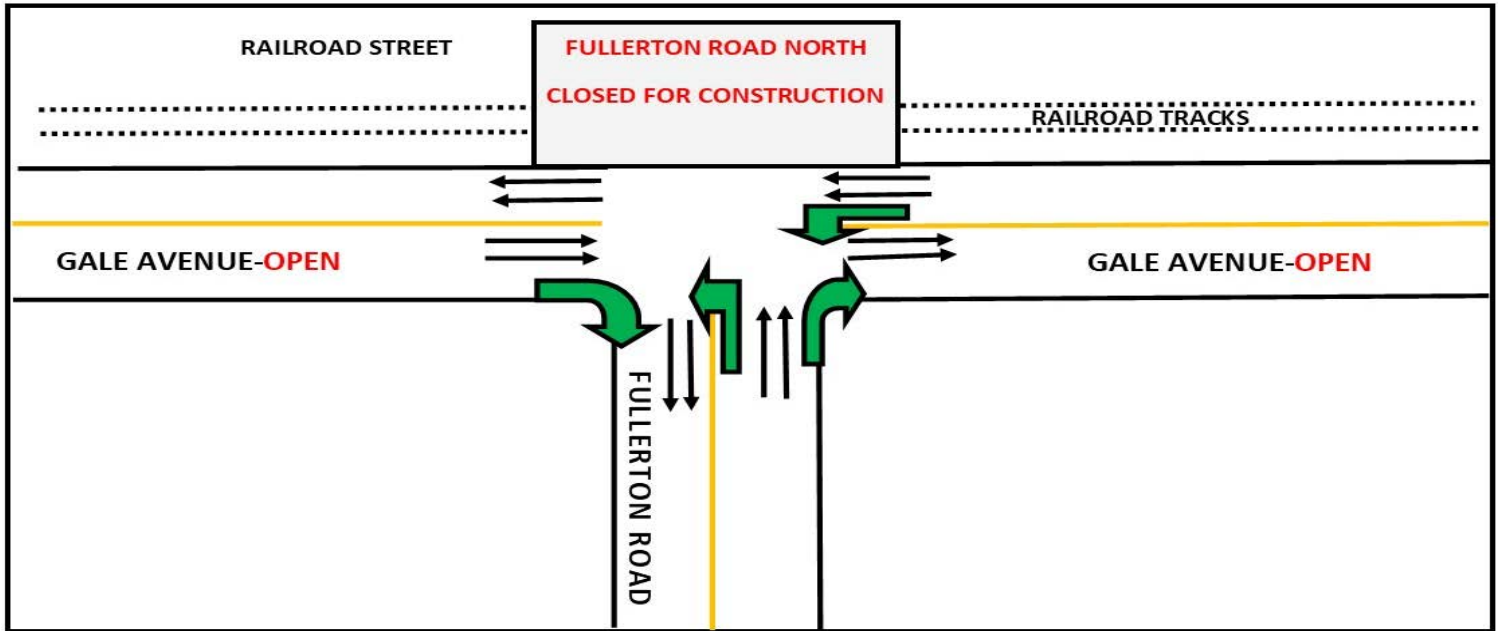 RAILROAD STREET
FULLERTON ROAD NORTH
CLOSED FOR CONSTRUCTION
RAILROAD TRACKS
GALE AVENUE-OPEN
GALE AVENUE-OPEN
FULLERTON ROAD